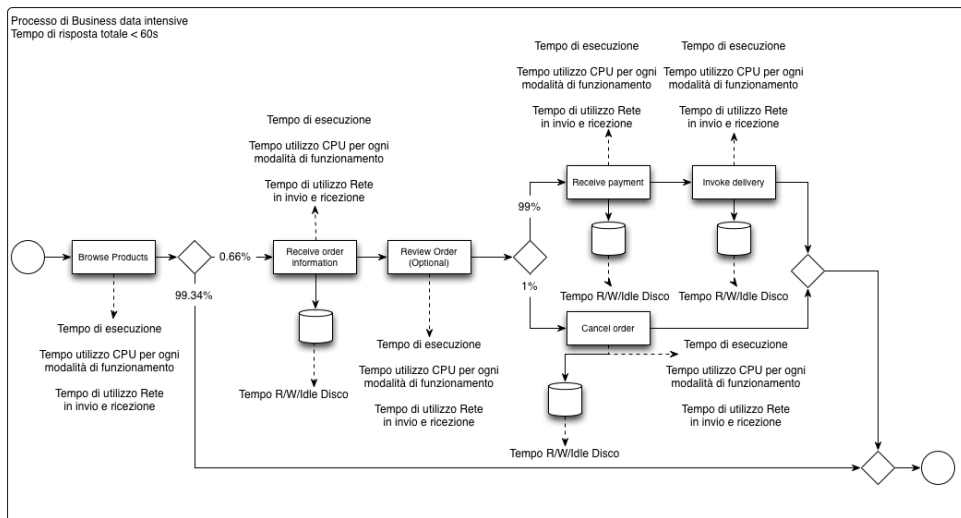 Processo di Business data intensive
Tempo di risposta totale < 60s
Tempo di esecuzione
Tempo utilizzo CPU per ogni
modalità di funzionamento
Tempo di utilizzo Rete
in invio e ricezione
Tempo di esecuzione
Tempo utilizzo CPU per ogni
modalità di funzionamento
Tempo di utilizzo Rete
in invio e ricezione
Tempo di esecuzione
Tempo utilizzo CPU per ogni
modalità di funzionamento
Tempo di utilizzo Rete
in invio e ricezione
Receive payment
Invoke delivery
99%
Browse Products
0.66%
Receive order
information
Review Order
(Optional)
1%
99.34%
Tempo R/W/Idle Disco
Tempo R/W/Idle Disco
Cancel order
Tempo di esecuzione
Tempo utilizzo CPU per ogni
modalità di funzionamento
Tempo di utilizzo Rete
in invio e ricezione
Tempo R/W/Idle Disco
Tempo di esecuzione
Tempo utilizzo CPU per ogni
modalità di funzionamento
Tempo di utilizzo Rete
in invio e ricezione
Tempo di esecuzione
Tempo utilizzo CPU per ogni
modalità di funzionamento
Tempo di utilizzo Rete
in invio e ricezione
Tempo R/W/Idle Disco